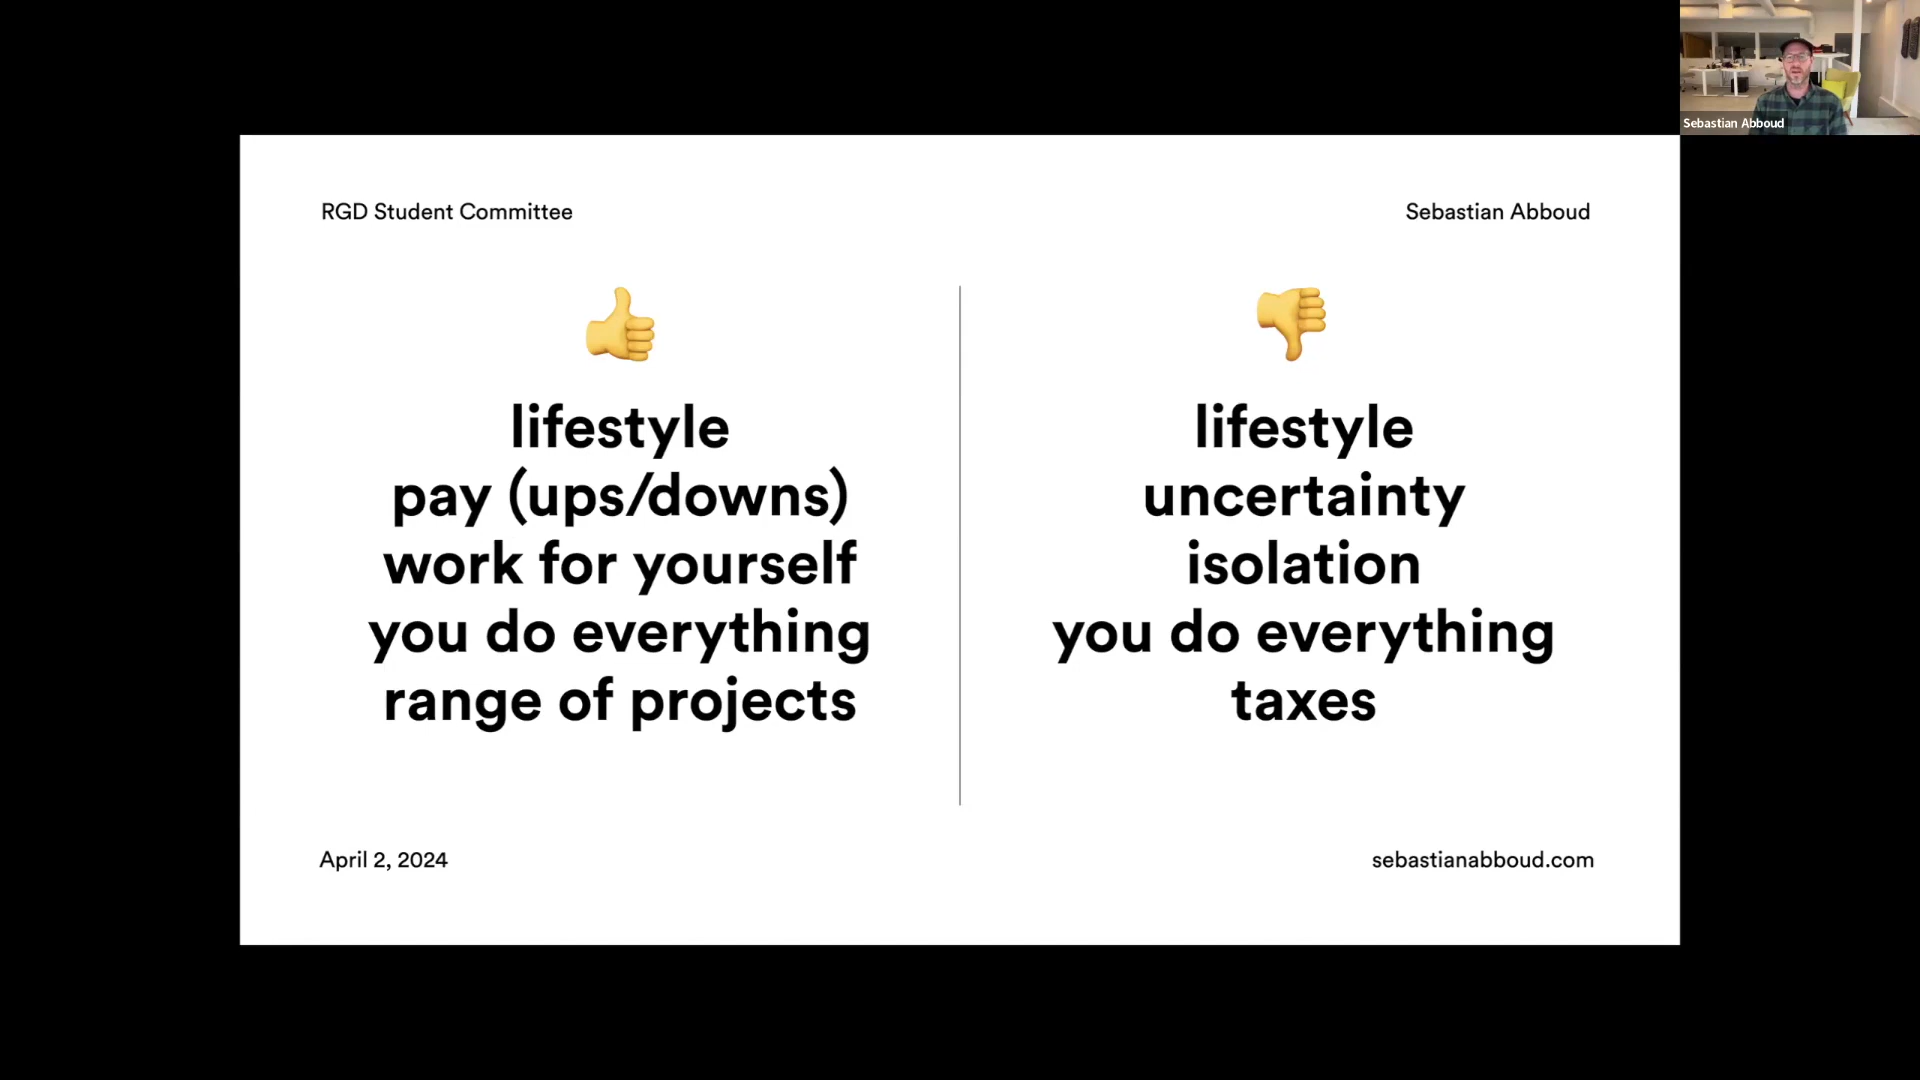 Sebastian Abboud
RGD Student Committee
Sebastian Abboud
lifestyle
pay (ups/downs)
work for yourself
you do everything
range of projects
lifestyle
uncertainty
isolation
you do everything
taxes
April 2, 2024
sebastianabboud.com